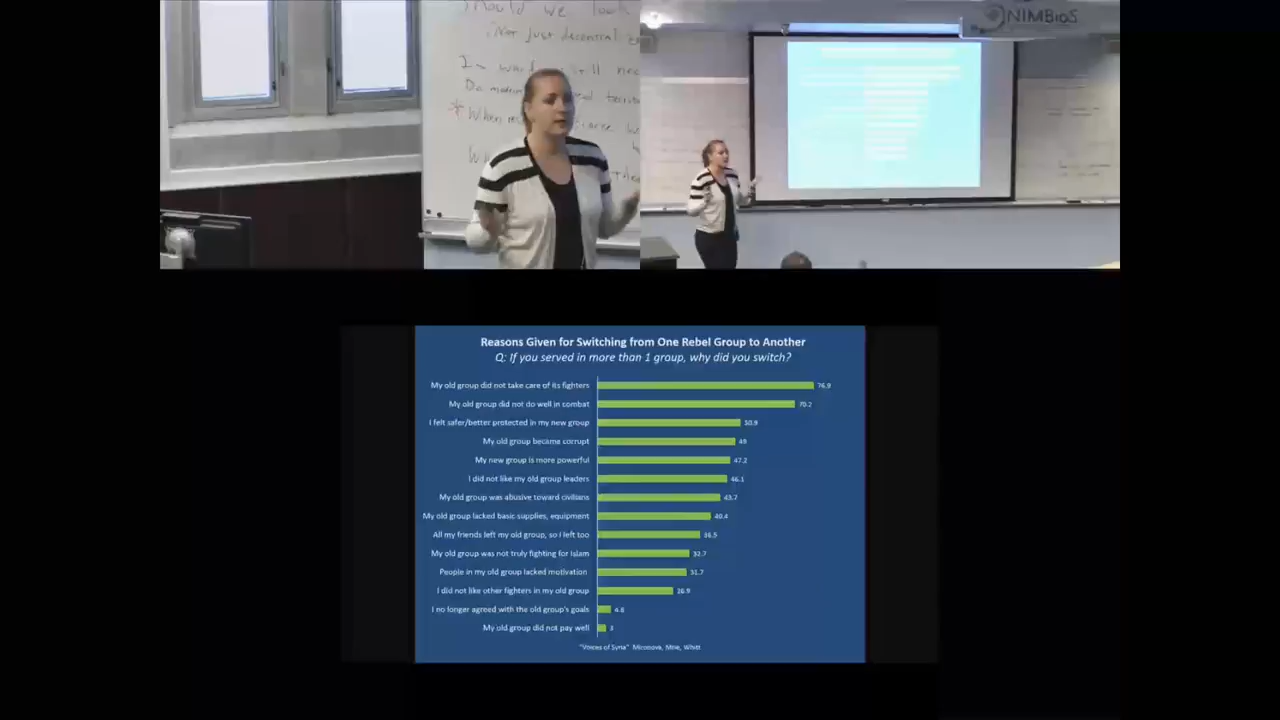 Should we look
Not just decentral
NIMBioS
Reasons Given for Switching from One Rebel Group to Another
Q: If you served in more than 1 group, why did you switch?
My old group did not take care of its fighters 76.9
My old group did not do well in combat 70.2
I felt safer/better protected in my new group 50.9
My old group became corrupt 49
My new group is more powerful 47.2
I did not like my old group leaders 46.1
My old group was abusive toward civilians 43.7
My old group lacked basic supplies, equipment 40.4
All my friends left my old group, so I left too 36.5
My old group was not truly fighting for Islam 32.7
People in my old group lacked motivation 31.7
I did not like other fighters in my old group 26.9
I no longer agreed with the old group's goals 4.8
My old group did not pay well 3
"Voices of Syria" Mironova, Mrie, Whitt